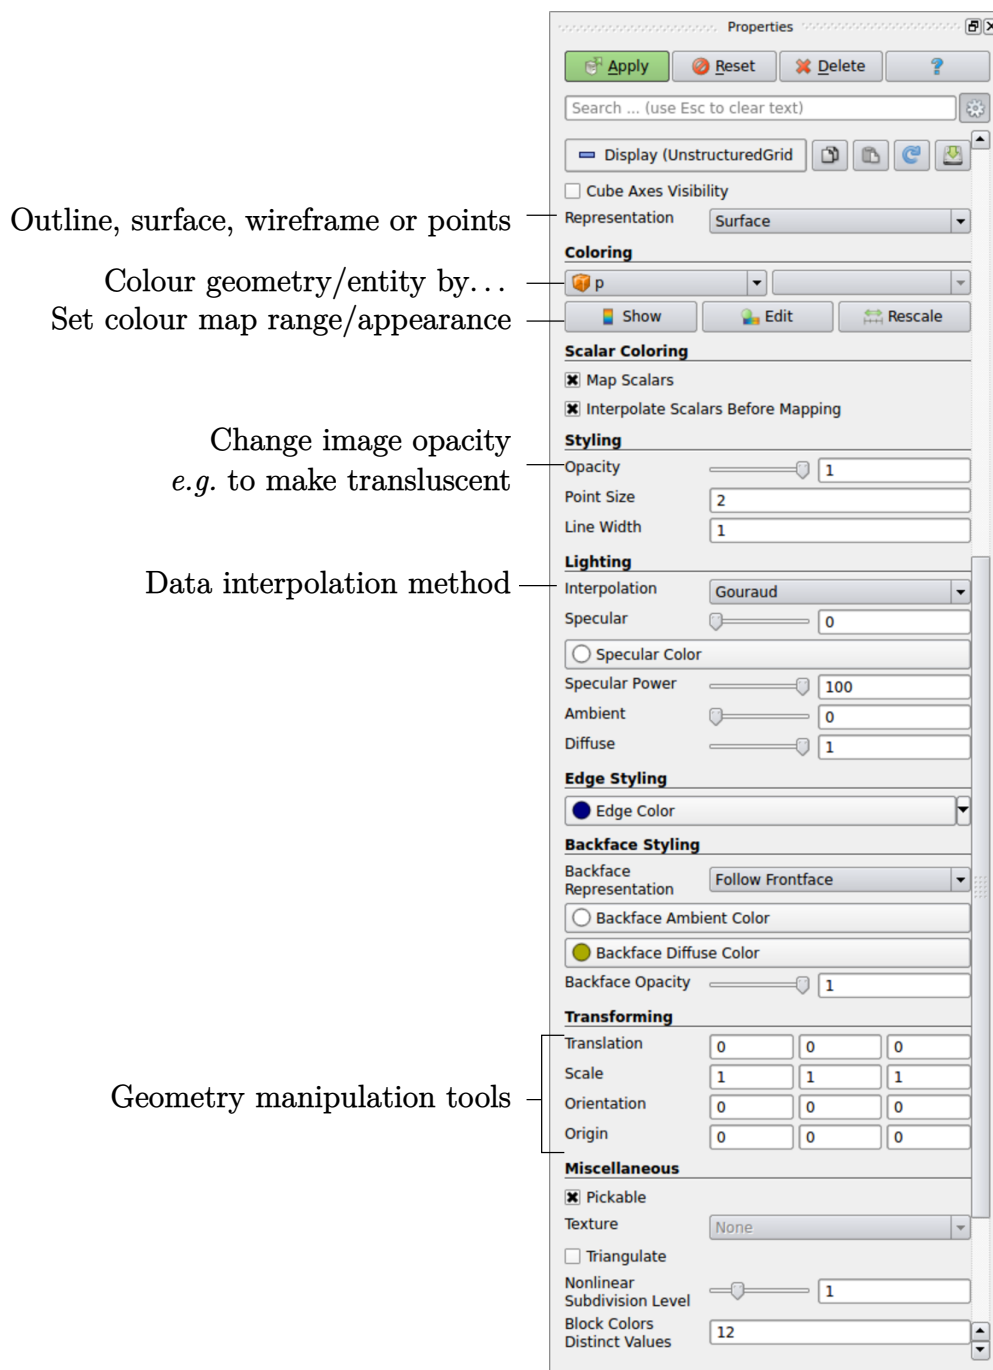 Properties
Apply Reset Delete ?
Search ... (use Esc to clear text)
Display (UnstructuredGrid
Cube Axes Visibility
Outline, surface, wireframe or points
Representation Surface
Coloring
Colour geometry/entity by...
p
Set colour map range/appearance
Show Edit Rescale
Scalar Coloring
Map Scalars
Interpolate Scalars Before Mapping
Styling
Change image opacity
e.g. to make transluscent
Opacity 1
Point Size 2
Line Width 1
Lighting
Data interpolation method
Interpolation Gouraud
Specular 0
Specular Color
Specular Power 100
Ambient 0
Diffuse 1
Edge Styling
Edge Color
Backface Styling
Backface
Representation Follow Frontface
Backface Ambient Color
Backface Diffuse Color
Backface Opacity 1
Transforming
Geometry manipulation tools
Translation 0 0 0
Scale 1 1 1
Orientation 0 0 0
Origin 0 0 0
Miscellaneous
Pickable
Texture None
Triangulate
Nonlinear
Subdivision Level 1
Block Colors
Distinct Values 12